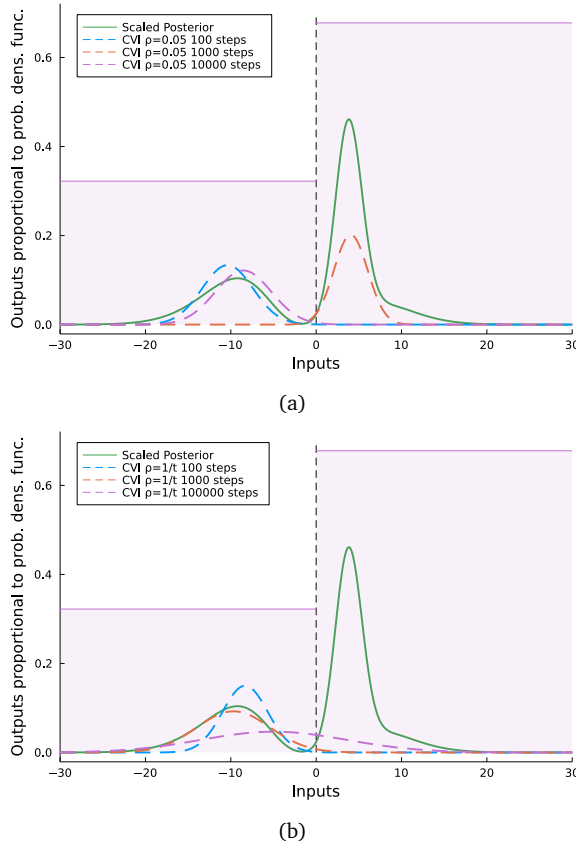 Outputs proportional to prob. dens. func.
0.6
0.4
0.2
0.0
Scaled Posterior
CVI ρ=0.05 100 steps
CVI ρ=0.05 1000 steps
CVI ρ=0.05 10000 steps
−30 −20 −10 0 10 20 30
Inputs
(a)
Outputs proportional to prob. dens. func.
0.6
0.4
0.2
0.0
Scaled Posterior
CVI ρ=1/t 100 steps
CVI ρ=1/t 1000 steps
CVI ρ=1/t 100000 steps
−30 −20 −10 0 10 20 30
Inputs
(b)